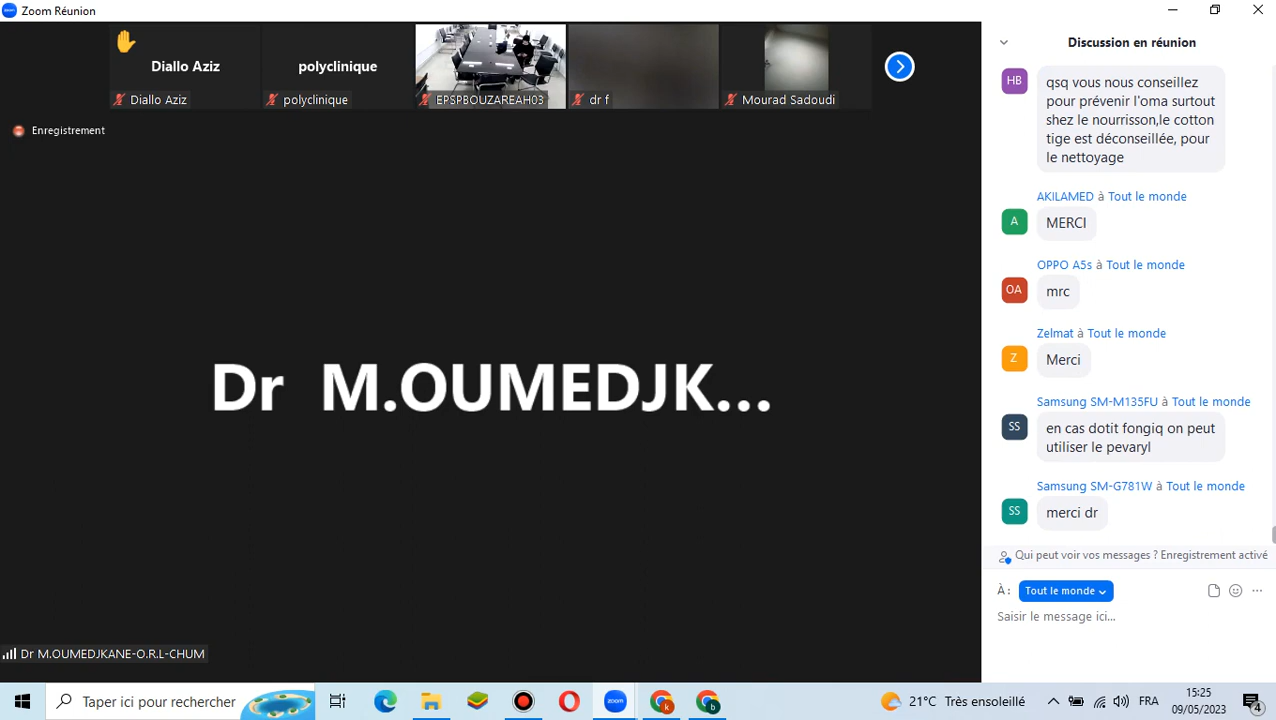 Zoom Réunion
Diallo Aziz
polyclinique
Diallo Aziz
polyclinique
EPSPBOUZAREAH03
dr f
Mourad Sadoudi
Enregistrement
Dr M.OUMEDJK...
Dr M.OUMEDJKANE-O.R.L-CHUM
Discussion en réunion
HB
qsq vous nous conseillez
pour prévenir l'oma surtout
shez le nourrisson,le cotton
tige est déconseillée, pour
le nettoyage
AKILAMED à Tout le monde
A
MERCI
OPPO A5s à Tout le monde
OA
mrc
Zelmat à Tout le monde
Z
Merci
Samsung SM-M135FU à Tout le monde
SS
en cas dotit fongiq on peut
utiliser le pevaryl
Samsung SM-G781W à Tout le monde
SS
merci dr
Qui peut voir vos messages ? Enregistrement activé
À : Tout le monde
Saisir le message ici...
Taper ici pour rechercher
zoom
k
b
21°C Très ensoleillé
FRA
15:25
09/05/2023
4